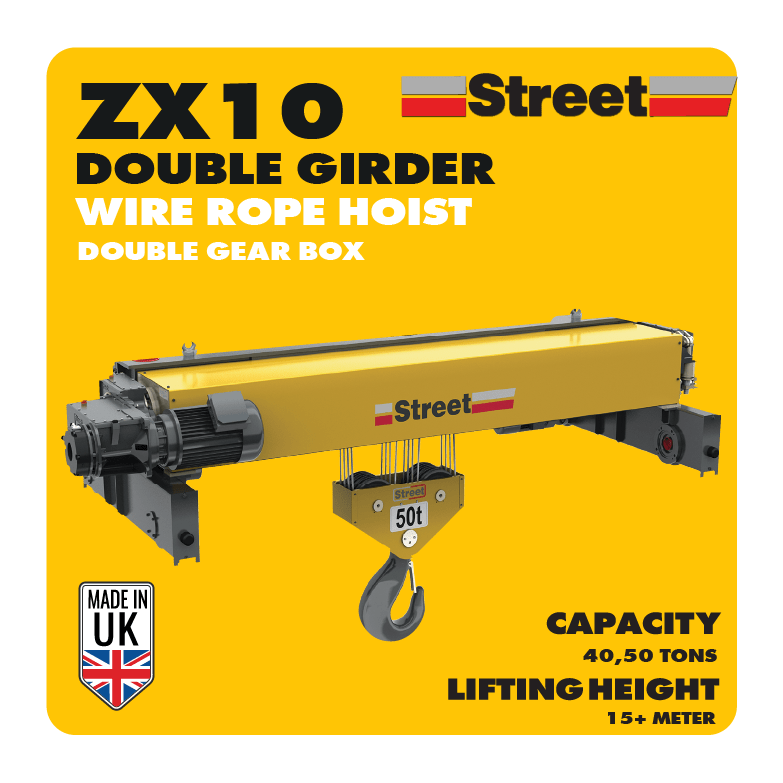 ZX10
Street
DOUBLE GIRDER
WIRE ROPE HOIST
DOUBLE GEAR BOX
Street
Street
50t
MADE IN
UK
CAPACITY
40,50 TONS
LIFTING HEIGHT
15+ METER